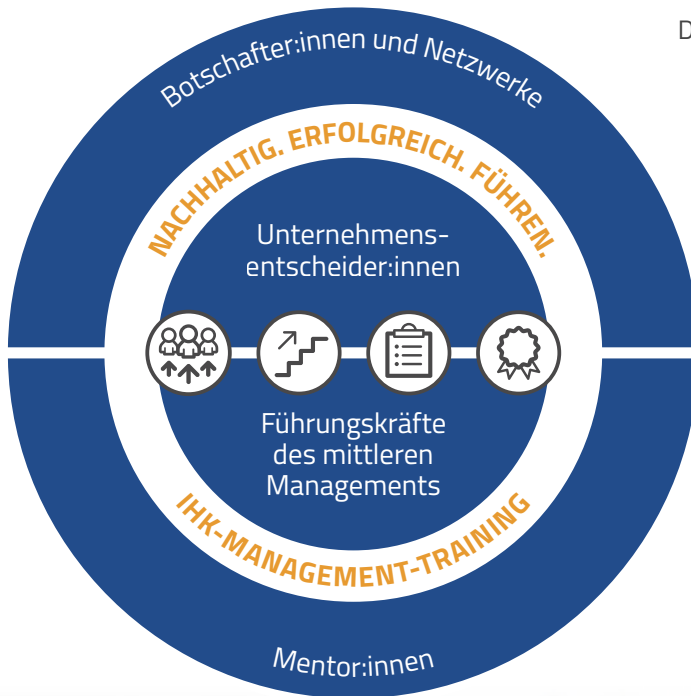 D
Botschafter:innen und Netzwerke
NACHHALTIG. ERFOLGREICH. FÜHREN.
Unternehmens-
entscheider:innen
Führungskräfte
des mittleren
Managements
IHK-MANAGEMENT-TRAINING
Mentor:innen